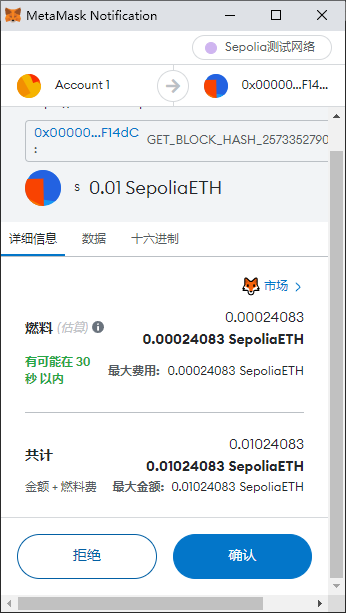 MetaMask Notification
Sepolia测试网络
Account 1
0x00000...F14...
0x00000...F14dC
:
GET_BLOCK_HASH_2573352790
S 0.01 SepoliaETH
详细信息 数据 十六进制
市场
燃料 (估算)
0.00024083
0.00024083 SepoliaETH
有可能在 30
秒 以内
最大费用: 0.00024083 SepoliaETH
共计
0.01024083
0.01024083 SepoliaETH
金额 + 燃料费
最大金额: 0.01024083 SepoliaETH
拒绝
确认